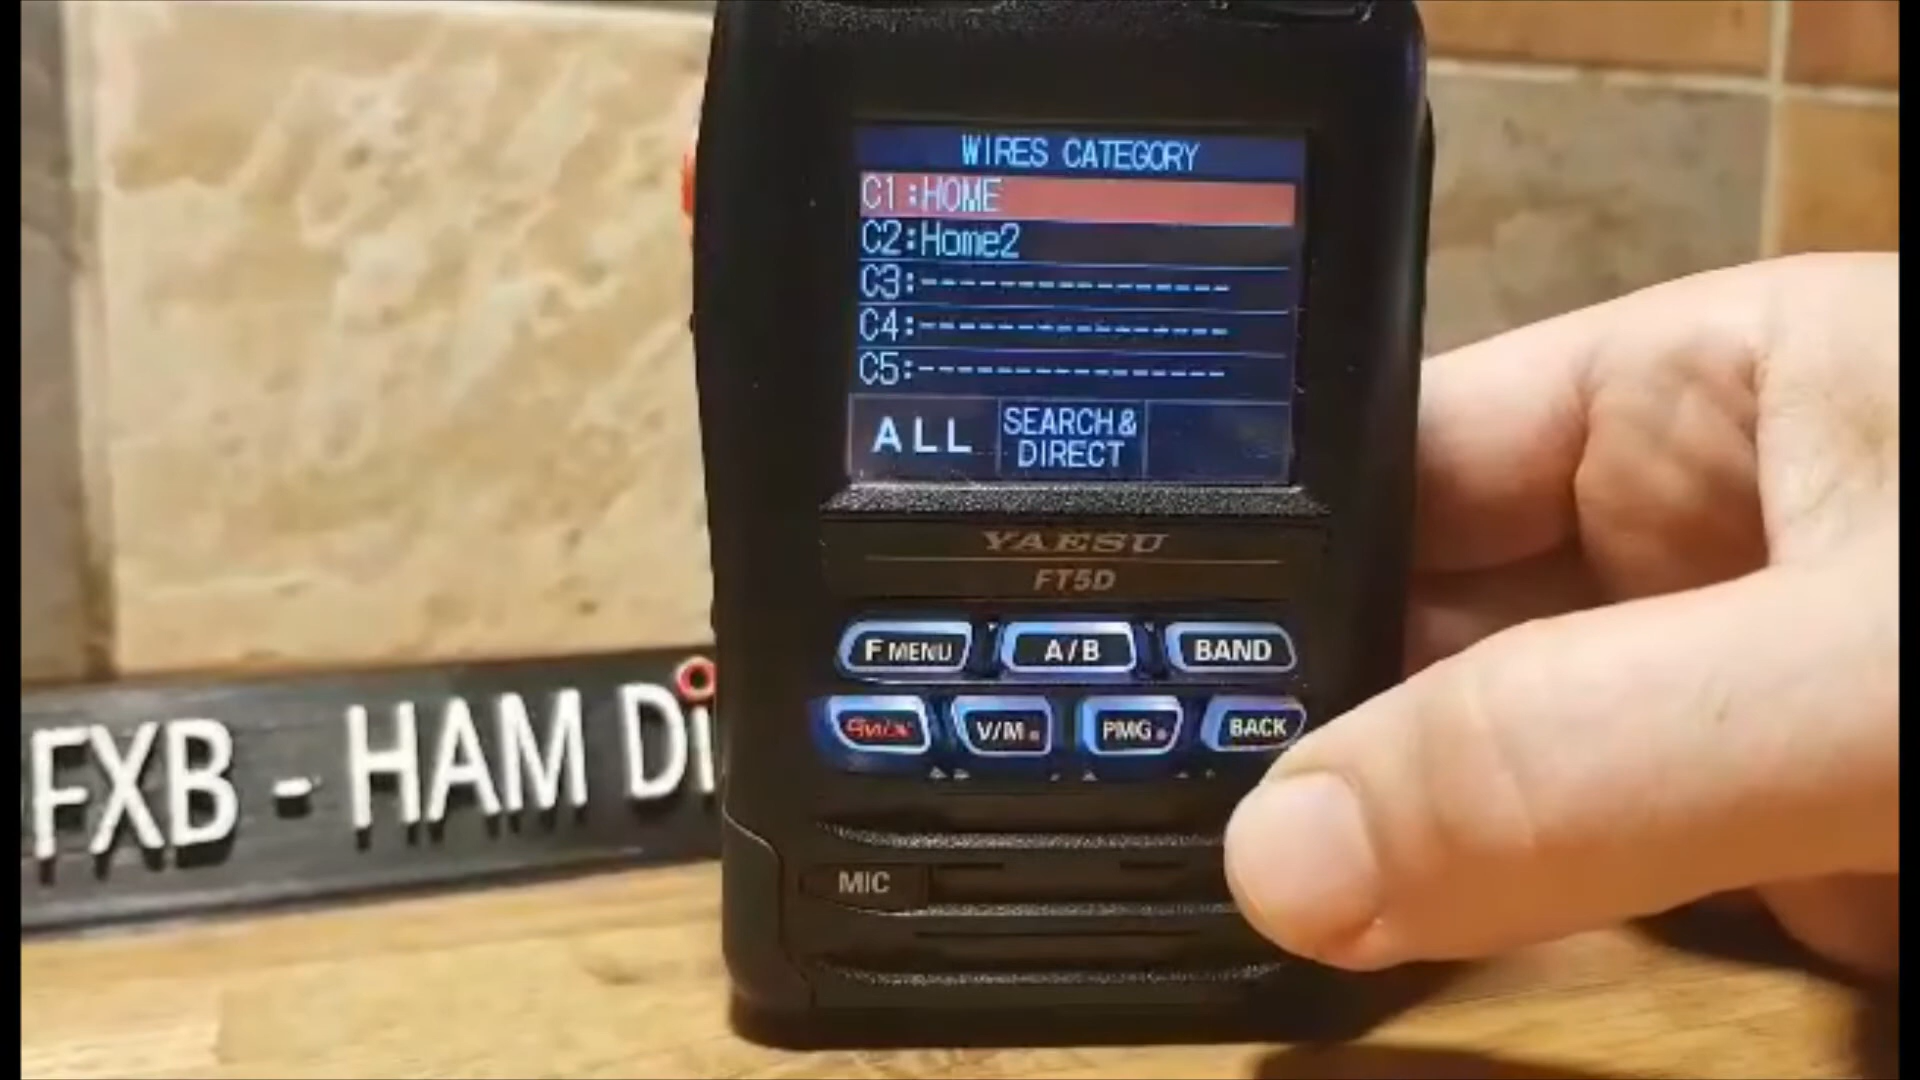 WIRES CATEGORY
C1:HOME
C2:Home2
C3:----------------
C4:----------------
C5:----------------
ALL
SEARCH&
DIRECT
YAESU
FT5D
F MENU
A/B
BAND
V/M
PMG
BACK
FXB - HAM Di
MIC